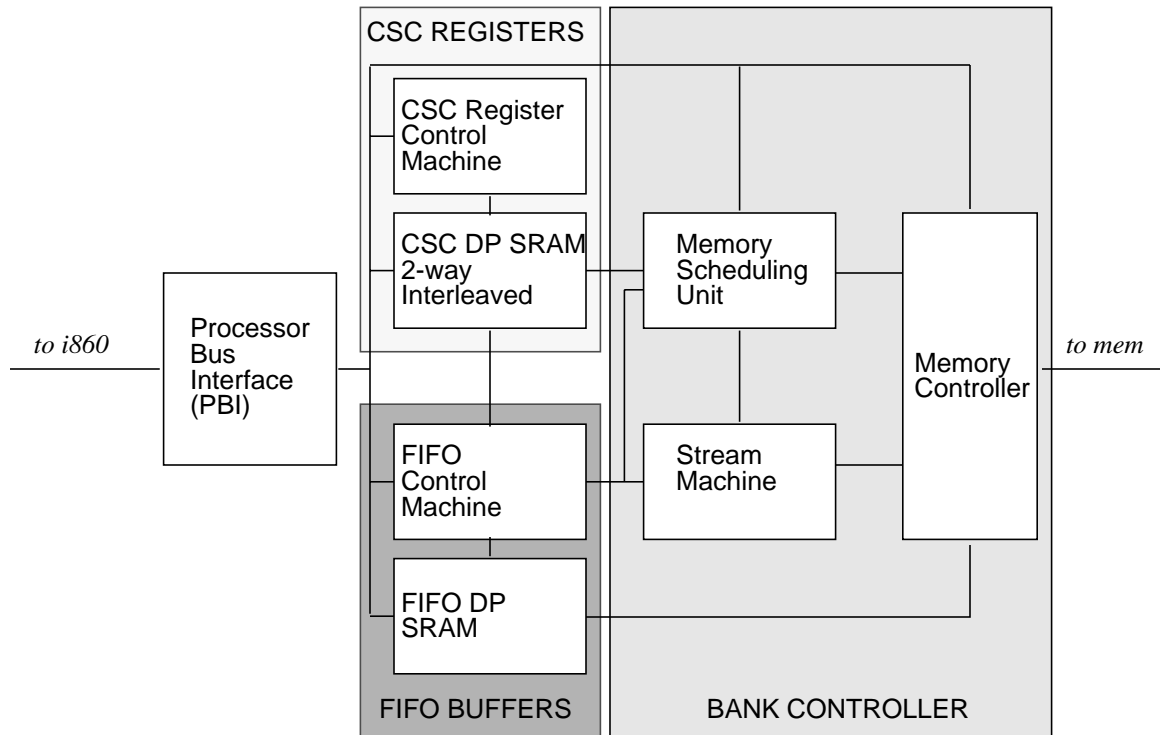 CSC REGISTERS
CSC Register
Control
Machine
CSC DP SRAM
2-way
Interleaved
Memory
Scheduling
Unit
to i860
Processor
Bus
Interface
(PBI)
to mem
Memory
Controller
FIFO
Control
Machine
Stream
Machine
FIFO DP
SRAM
FIFO BUFFERS
BANK CONTROLLER